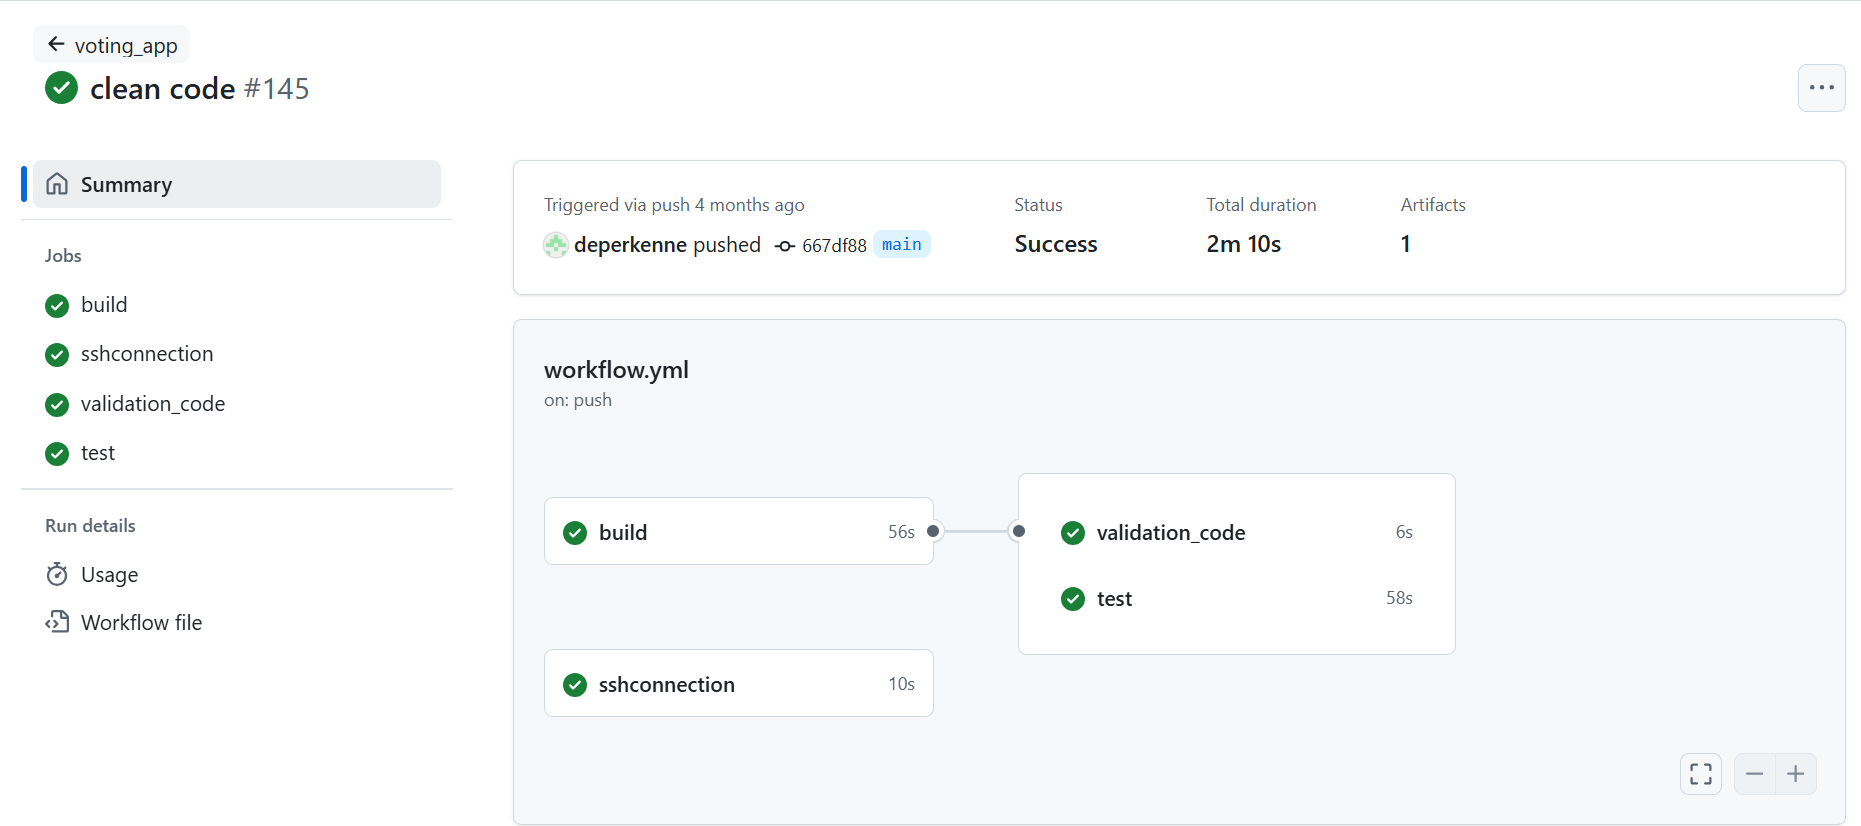 voting_app
clean code #145
Summary
Jobs
build
sshconnection
validation_code
test
Run details
Usage
Workflow file
Triggered via push 4 months ago
deperkenne pushed 667df88 main
Status
Success
Total duration
2m 10s
Artifacts
1
workflow.yml
on: push
build 56s
validation_code 6s
test 58s
sshconnection 10s